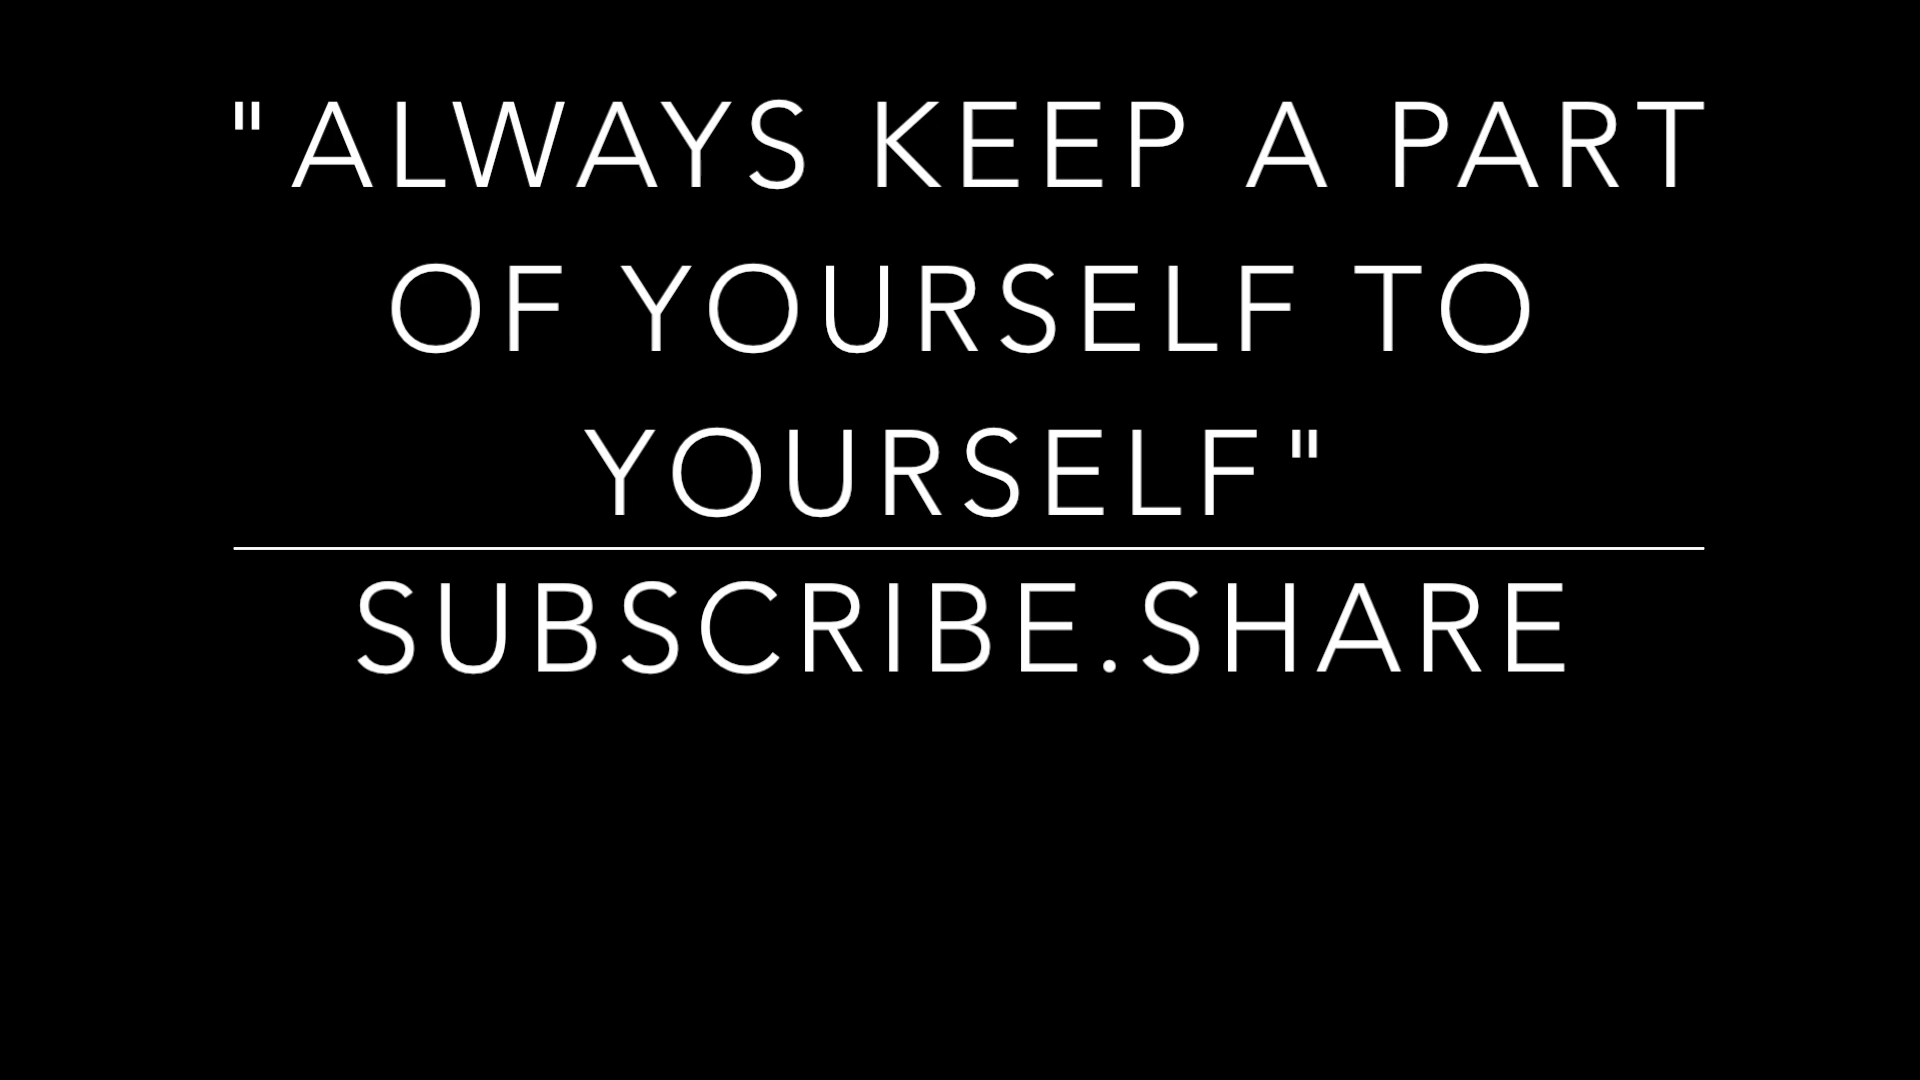 "ALWAYS KEEP A PART
OF YOURSELF TO
YOURSELF"
SUBSCRIBE.SHARE